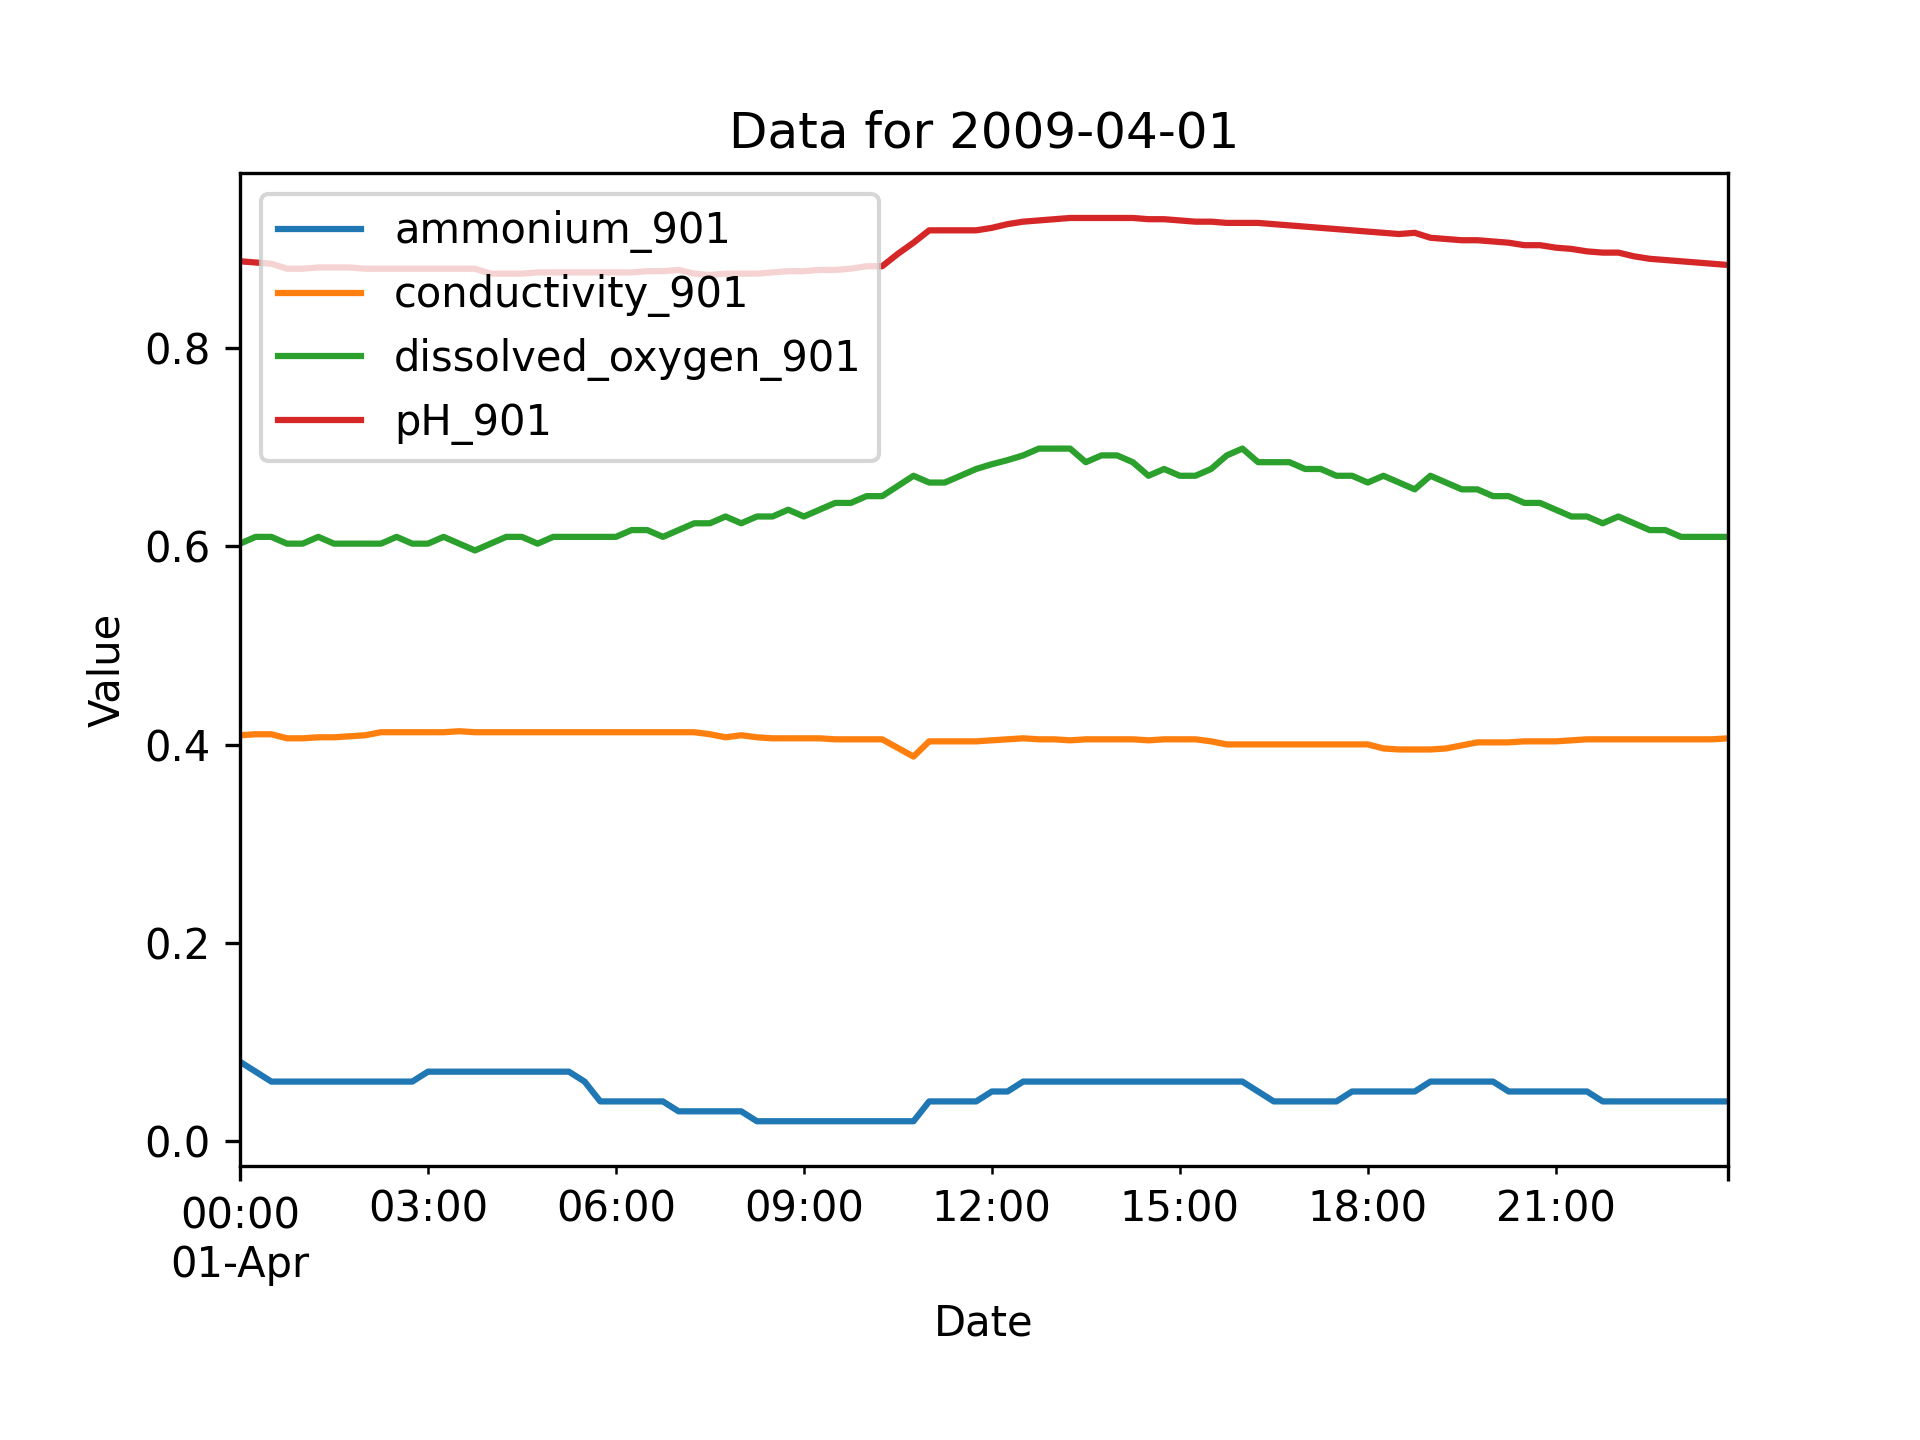 Data for 2009-04-01
ammonium_901
conductivity_901
dissolved_oxygen_901
pH_901
0.8
0.6
0.4
0.2
0.0
Value
00:00 03:00 06:00 09:00 12:00 15:00 18:00 21:00
01-Apr
Date